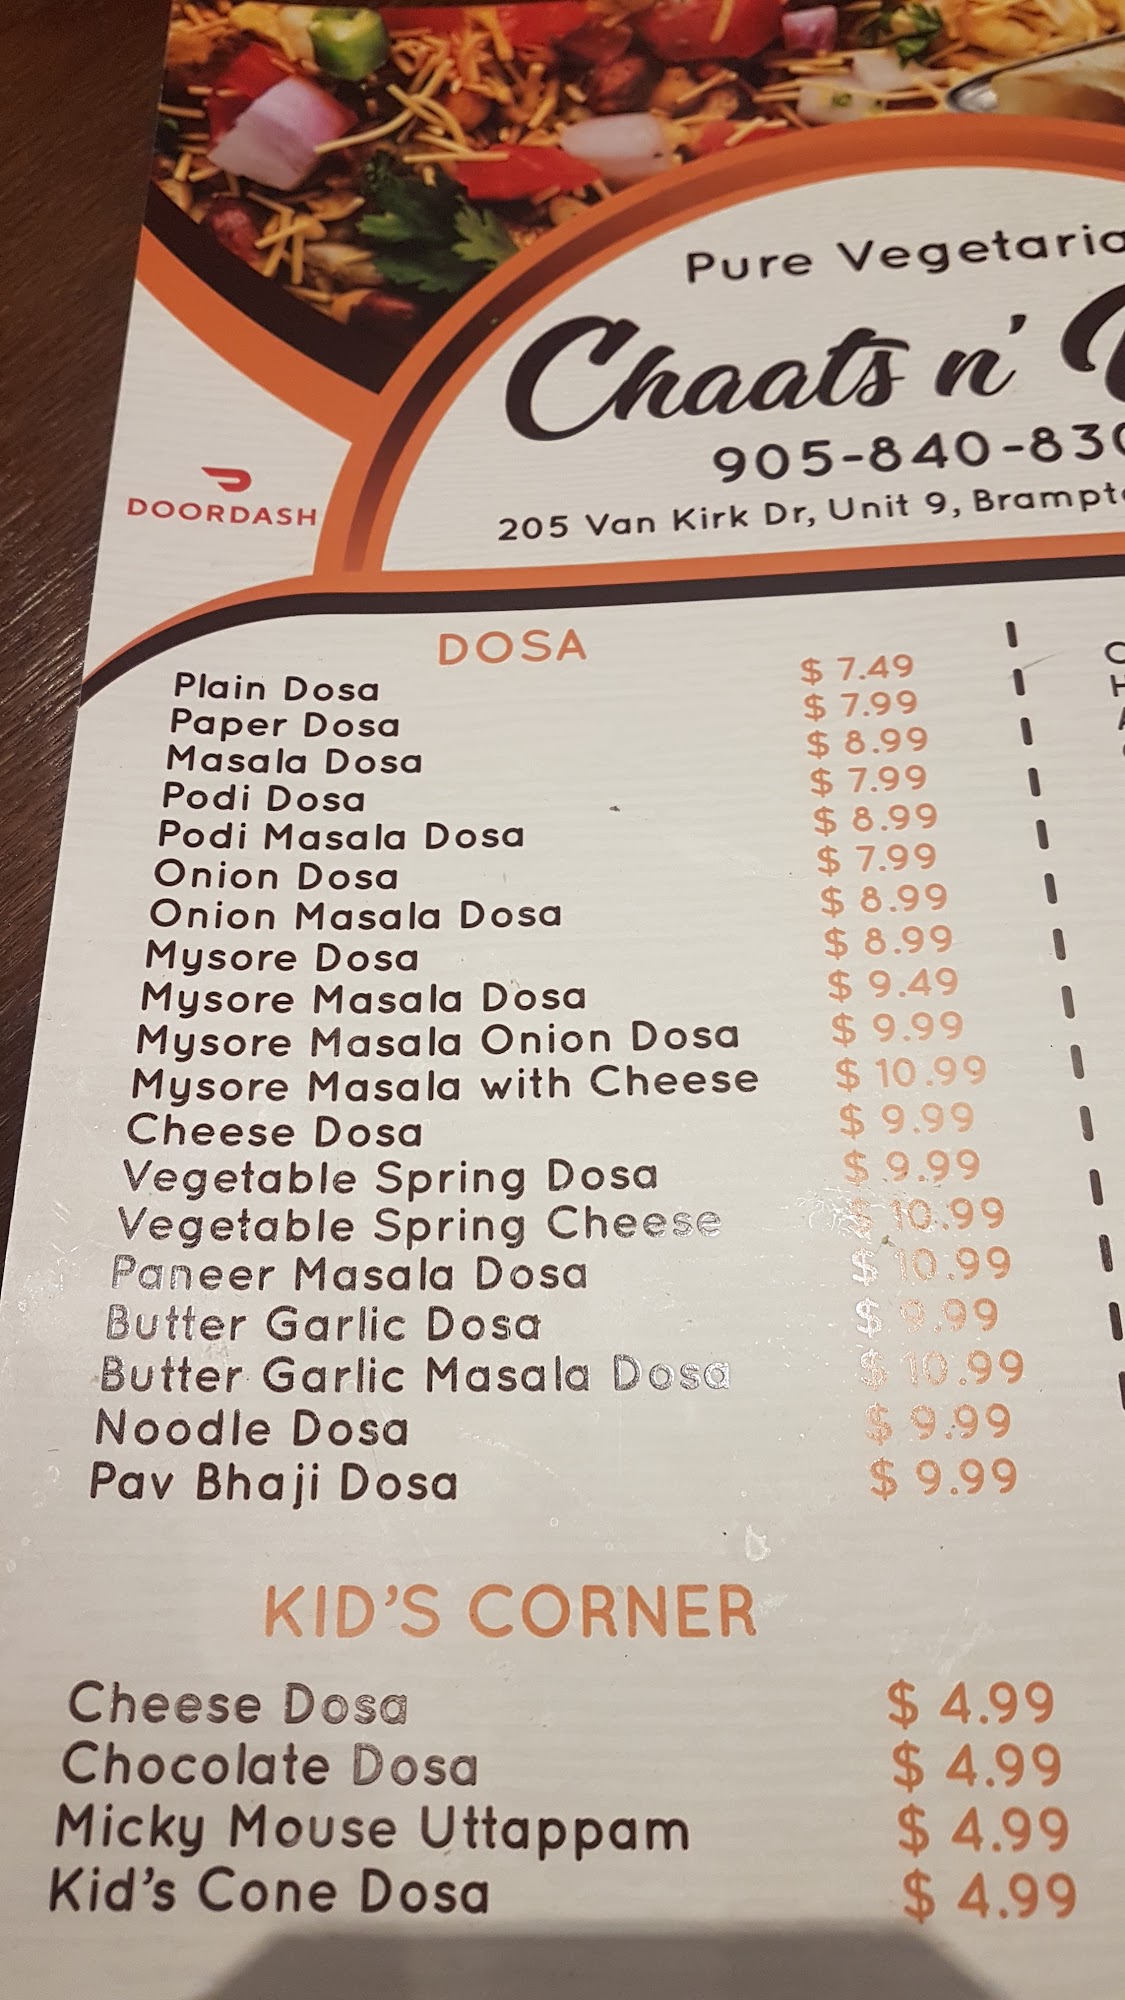 Pure Vegetaria
Chaats n'
905-840-830
205 Van Kirk Dr, Unit 9, Brampt
DOORDASH
DOSA
Plain Dosa $ 7.49
Paper Dosa $ 7.99
Masala Dosa $ 8.99
Podi Dosa $ 7.99
Podi Masala Dosa $ 8.99
Onion Dosa $ 7.99
Onion Masala Dosa $ 8.99
Mysore Dosa $ 8.99
Mysore Masala Dosa $ 9.49
Mysore Masala Onion Dosa $ 9.99
Mysore Masala with Cheese $ 10.99
Cheese Dosa $ 9.99
Vegetable Spring Dosa $ 9.99
Vegetable Spring Cheese $ 10.99
Paneer Masala Dosa $ 10.99
Butter Garlic Dosa $ 9.99
Butter Garlic Masala Dosa $ 10.99
Noodle Dosa $ 9.99
Pav Bhaji Dosa $ 9.99
KID'S CORNER
Cheese Dosa $ 4.99
Chocolate Dosa $ 4.99
Micky Mouse Uttappam $ 4.99
Kid's Cone Dosa $ 4.99